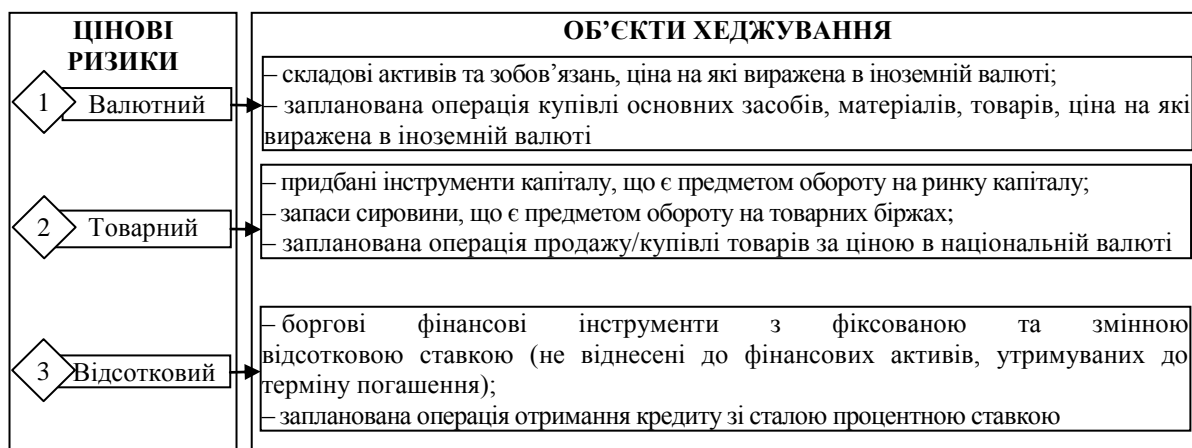 ЦІНОВІ
РИЗИКИ
ОБ’ЄКТИ ХЕДЖУВАННЯ
1
Валютний
– складові активів та зобов’язань, ціна на які виражена в іноземній валюті;
– запланована операція купівлі основних засобів, матеріалів, товарів, ціна на які
виражена в іноземній валюті
2
Товарний
– придбані інструменти капіталу, що є предметом обороту на ринку капіталу;
– запаси сировини, що є предметом обороту на товарних біржах;
– запланована операція продажу/купівлі товарів за ціною в національній валюті
3
Відсотковий
– боргові фінансові інструменти з фіксованою та змінною
відсотковою ставкою (не віднесені до фінансових активів, утримуваних до
терміну погашення);
– запланована операція отримання кредиту зі сталою процентною ставкою